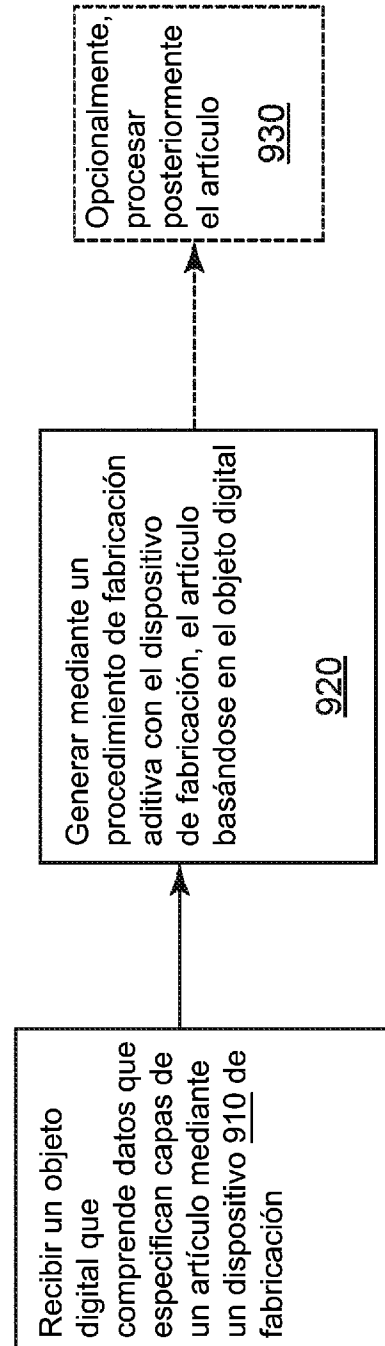 Recibir un objeto
digital que
comprende datos que
especifican capas de
un artículo mediante
un dispositivo 910 de
fabricación
Generar mediante un
procedimiento de fabricación
aditiva con el dispositivo
de fabricación, el artículo
basándose en el objeto digital
920
Opcionalmente,
procesar
posteriormente
el artículo
930